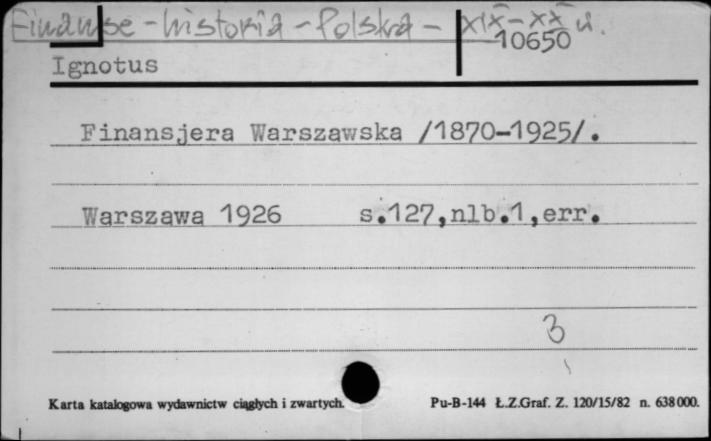 Finanse - historia - Polska - XIX - XX w.
10650
Ignotus
Finansjera Warszawska /1870-1925/.
Warszawa 1926 s.127,nlb.1,err.
3
Karta katalogowa wydawnictw ciągłych i zwartych. Pu-B-144 Ł.Z.Graf. Z. 120/15/82 n. 638000.